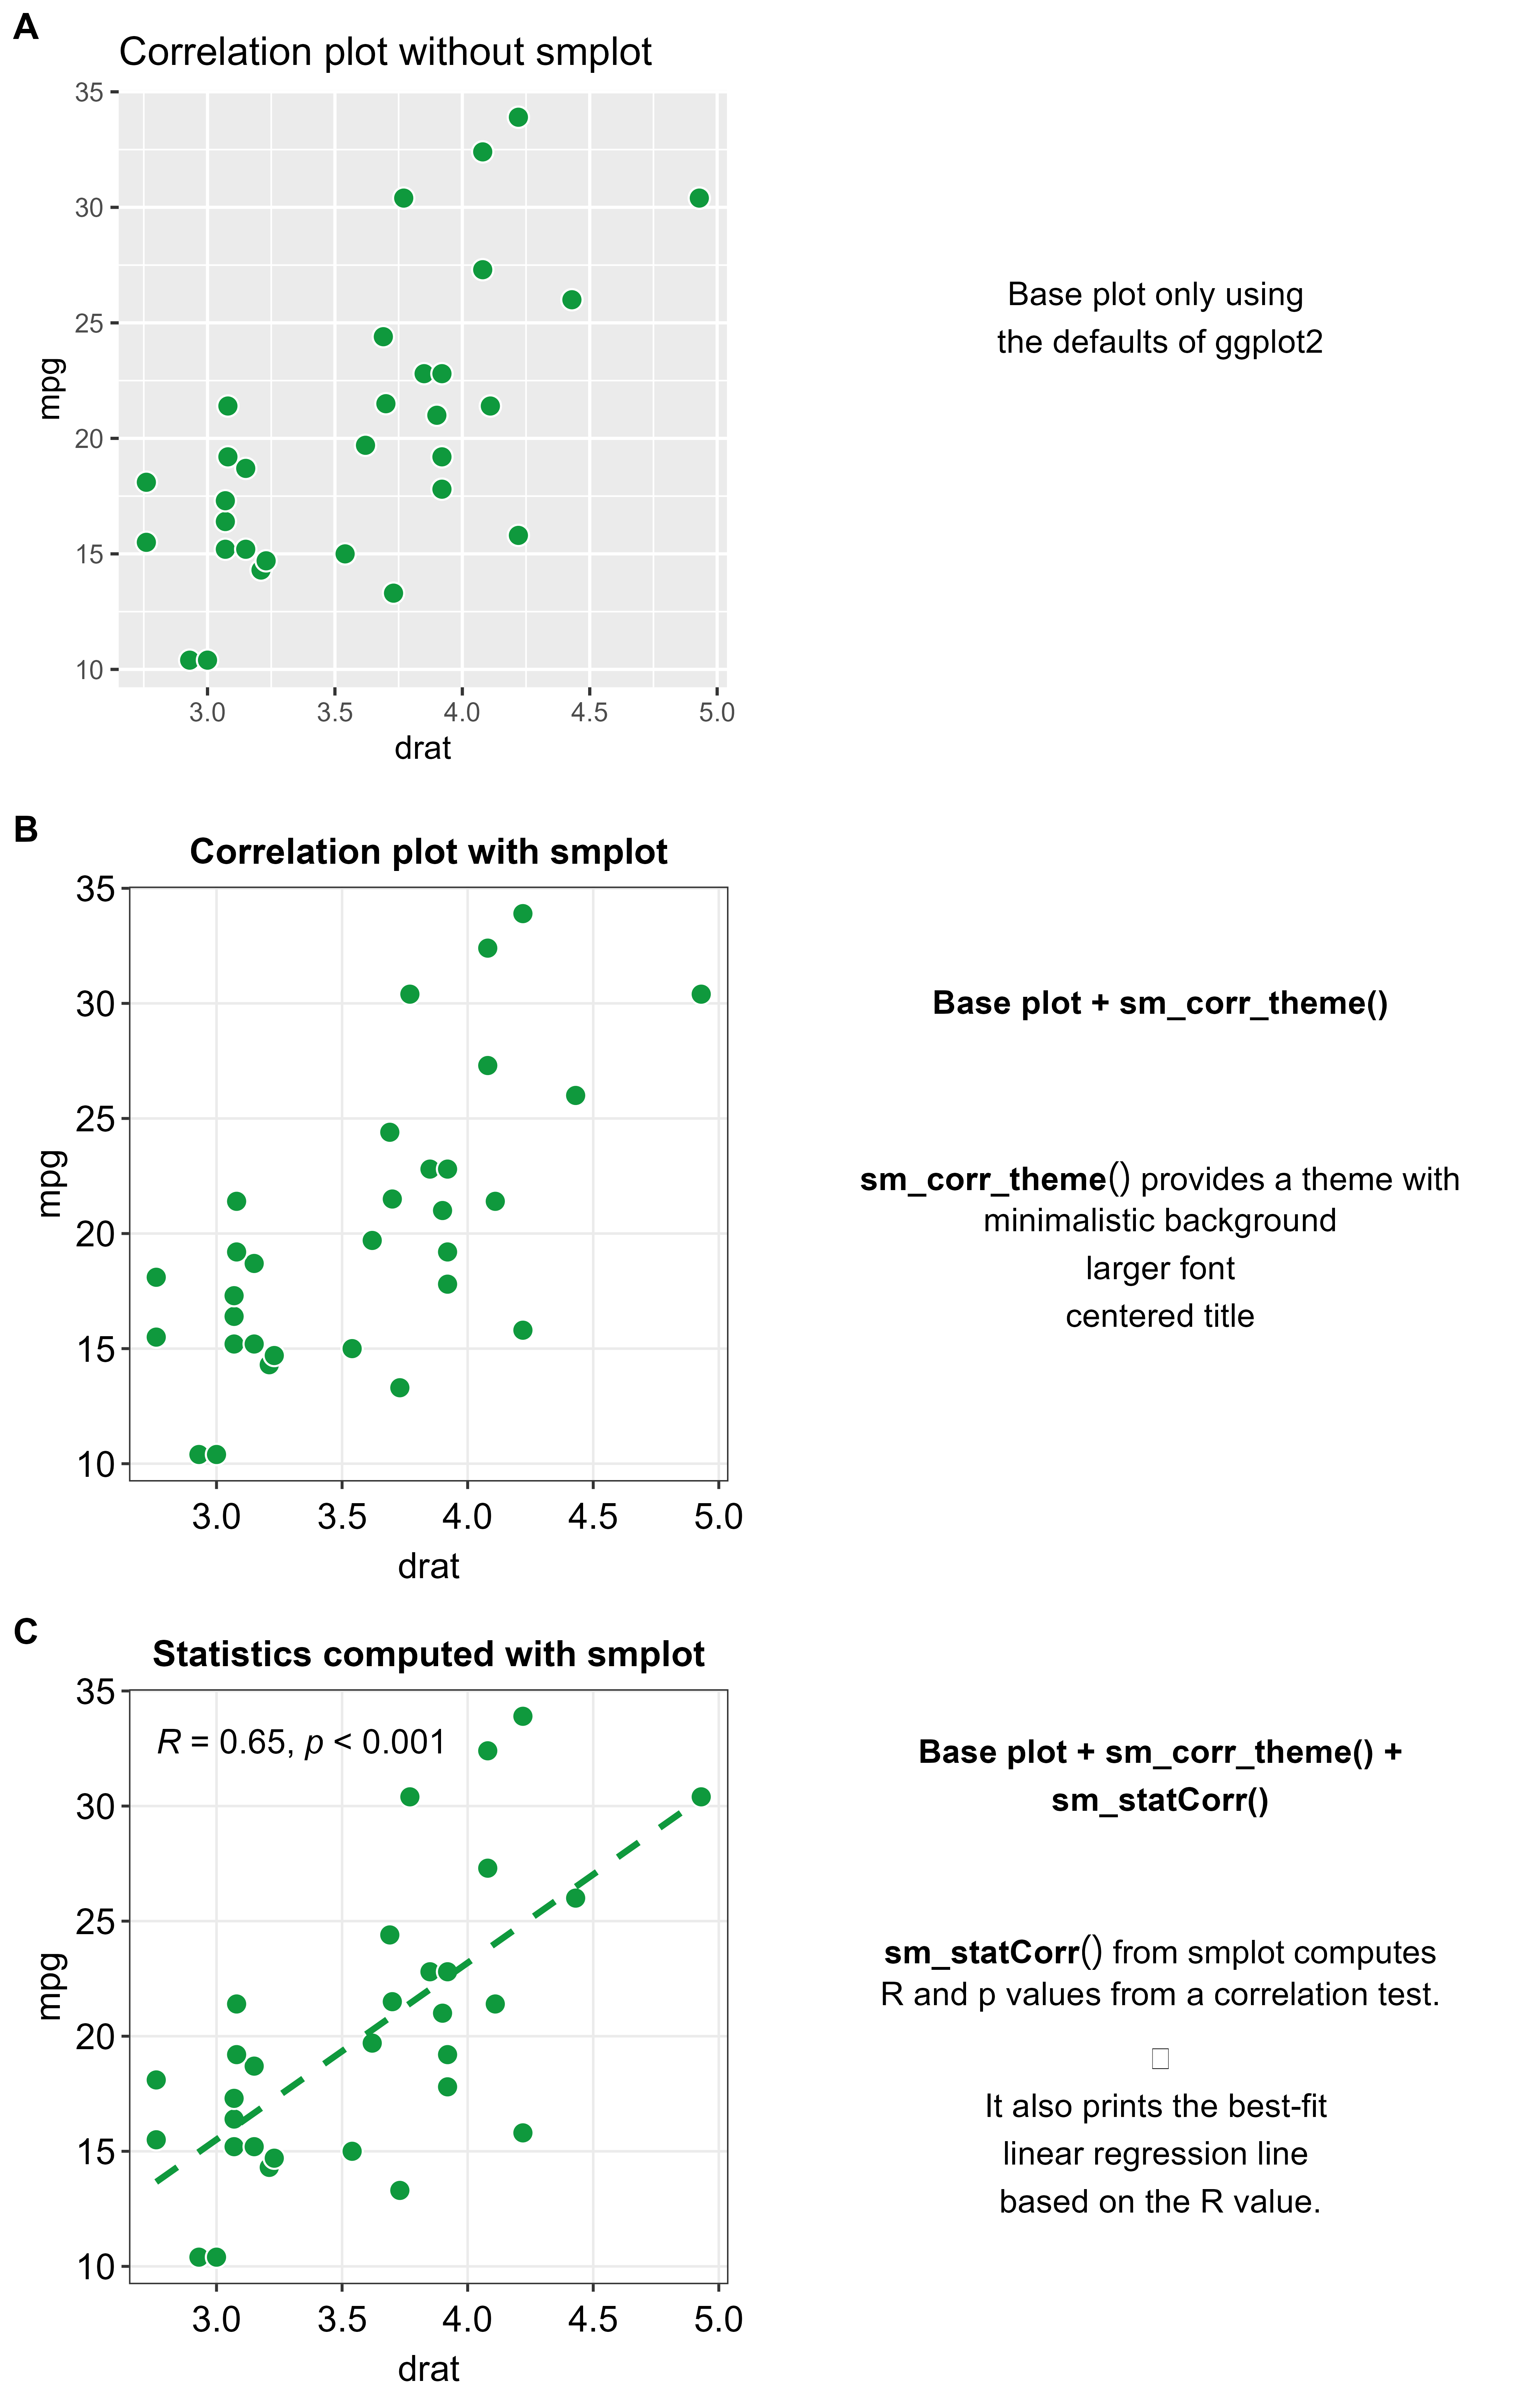 A
Correlation plot without smplot
35
30
25
20
15
10
mpg
3.0 3.5 4.0 4.5 5.0
drat
Base plot only using
the defaults of ggplot2
B
Correlation plot with smplot
35
30
25
20
15
10
mpg
3.0 3.5 4.0 4.5 5.0
drat
Base plot + sm_corr_theme()
sm_corr_theme() provides a theme with
minimalistic background
larger font
centered title
C
Statistics computed with smplot
R = 0.65, p < 0.001
35
30
25
20
15
10
mpg
3.0 3.5 4.0 4.5 5.0
drat
Base plot + sm_corr_theme() +
sm_statCorr()
sm_statCorr() from smplot computes
R and p values from a correlation test.
It also prints the best-fit
linear regression line
based on the R value.